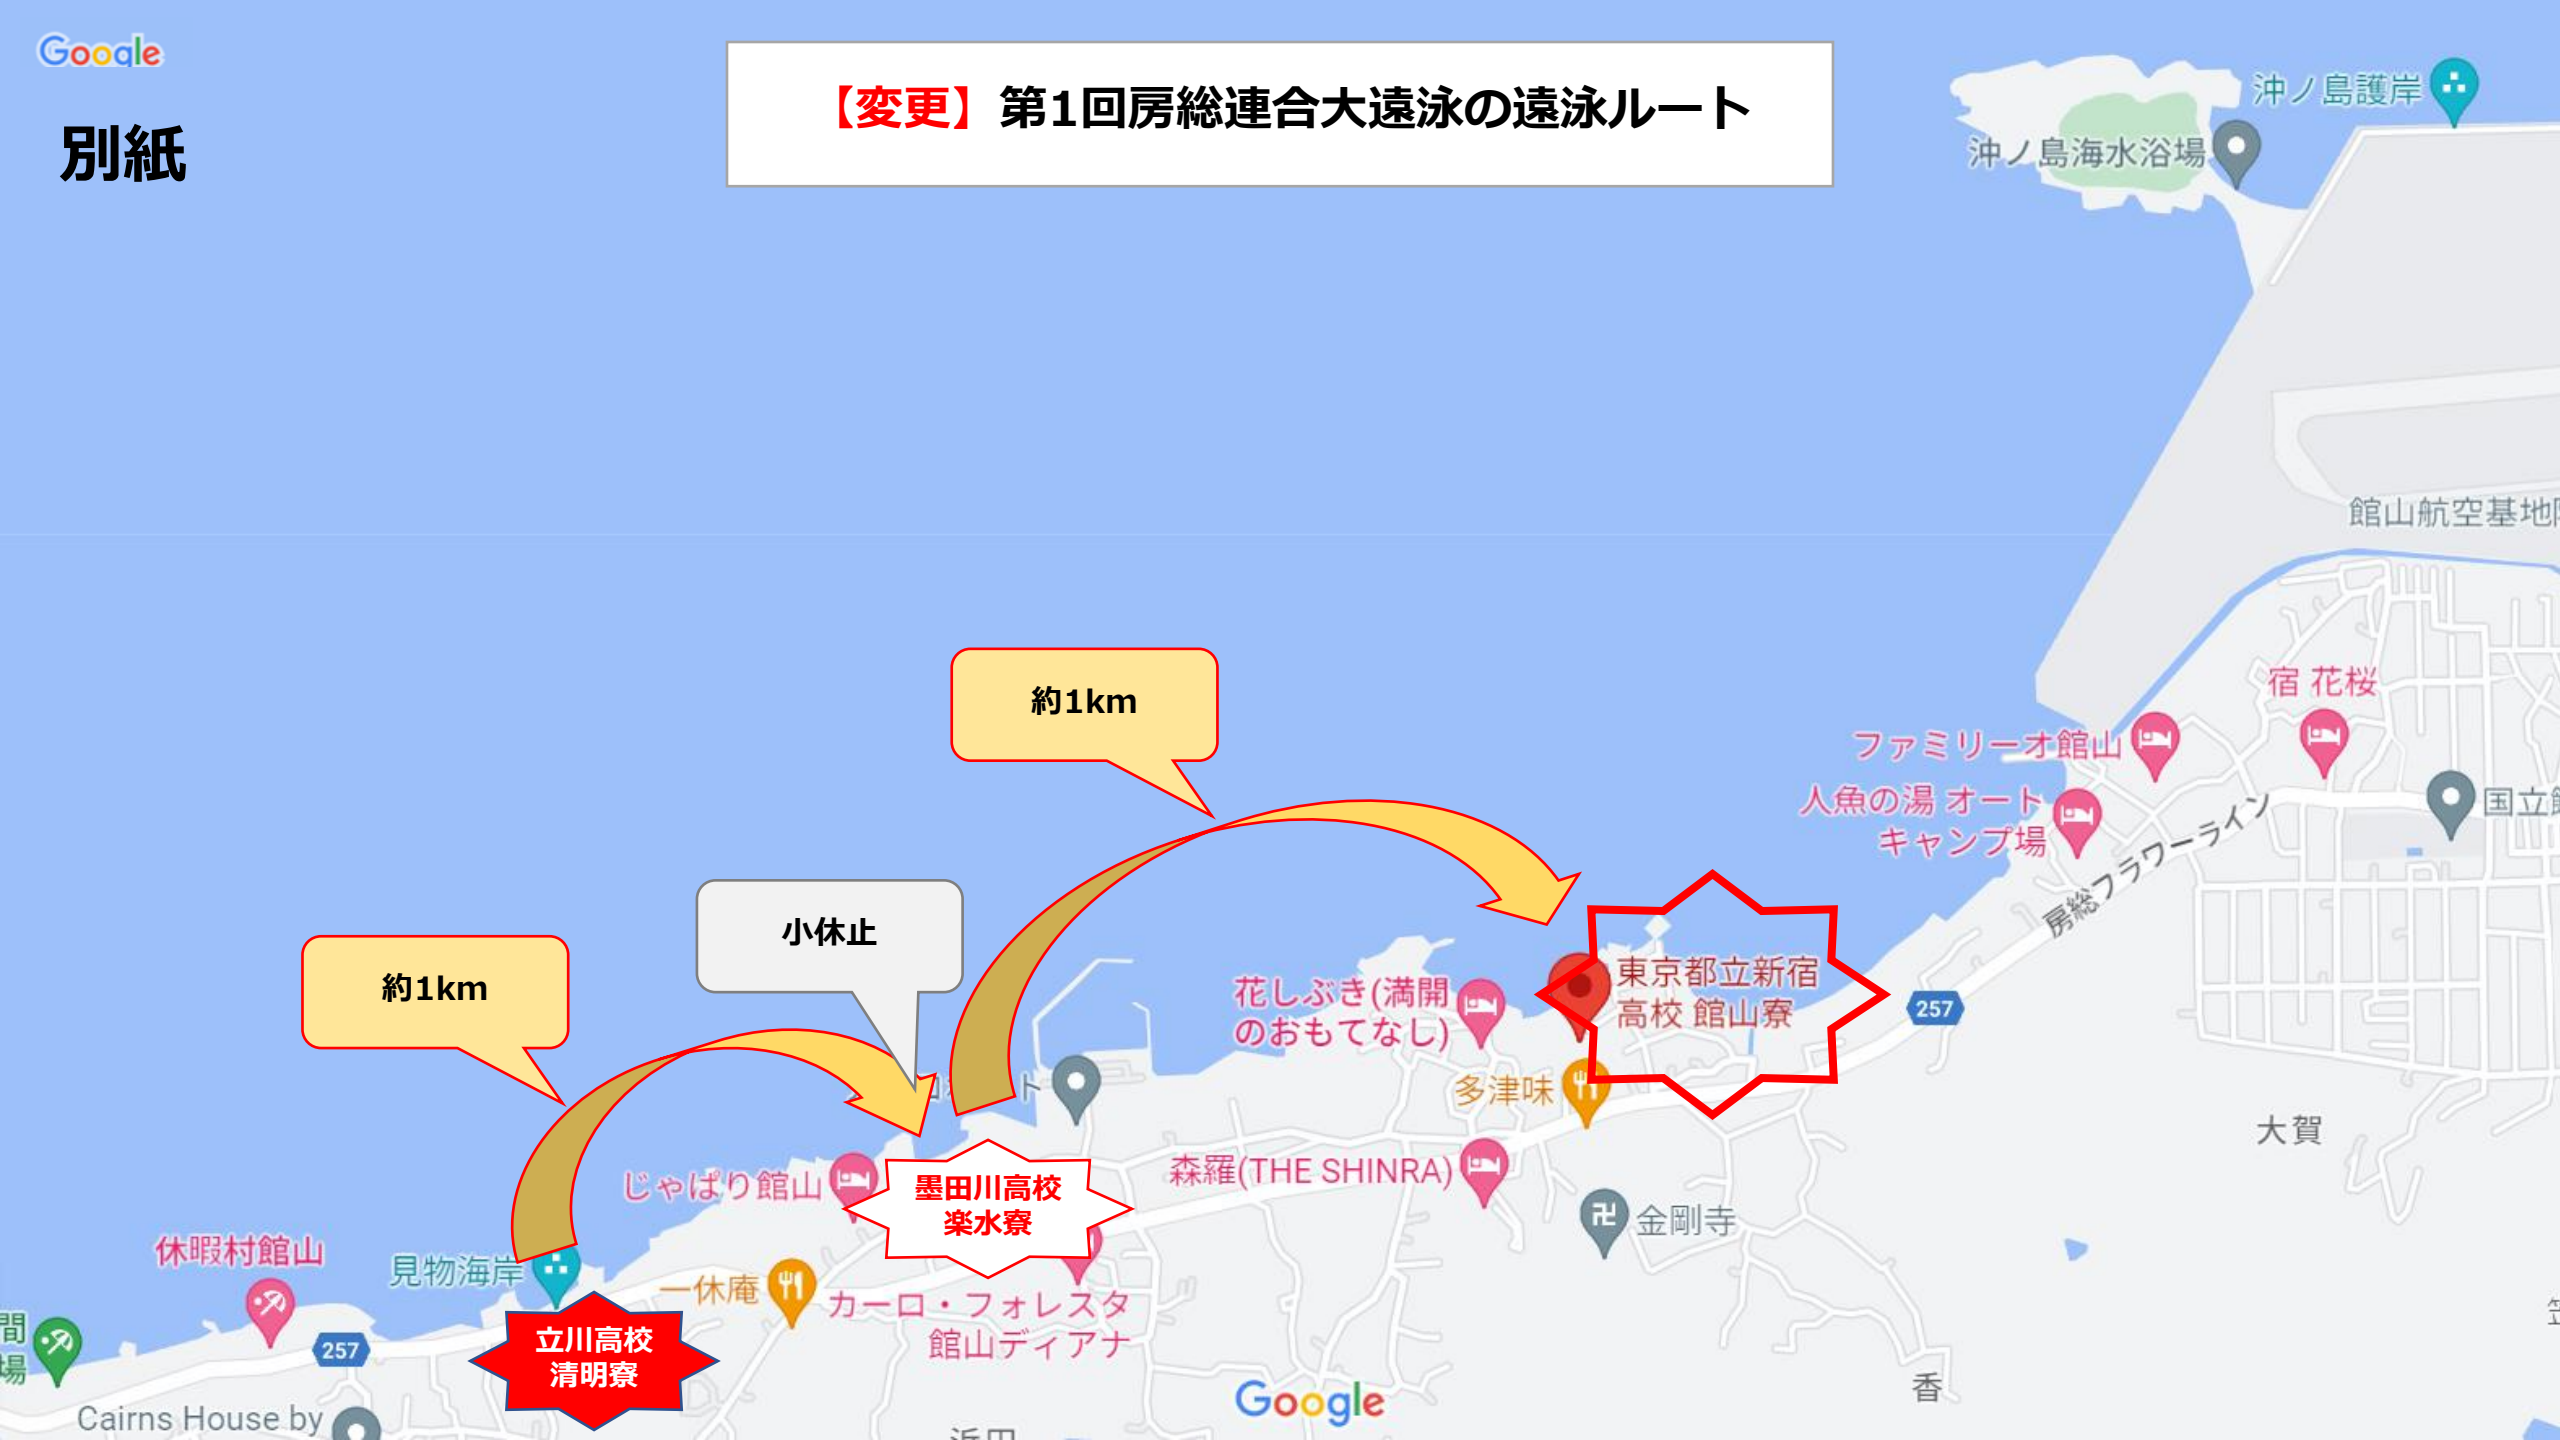 Google
別紙
【変更】第1回房総連合大遠泳の遠泳ルート
沖ノ島護岸
沖ノ島海水浴場
館山航空基地
宿 花桜
ファミリーオ館山
人魚の湯 オート
キャンプ場
国立館
房総フラワーライン
約1km
小休止
約1km
花しぶき(満開
のおもてなし)
東京都立新宿
高校 館山寮
257
多津味
大賀
ト
じゃぱり館山
墨田川高校
楽水寮
森羅(THE SHINRA)
金剛寺
休暇村館山
見物海岸
一休庵
カーロ・フォレスタ
館山ディアナ
間
場
257
立川高校
清明寮
香
Google
Cairns House by
浜田